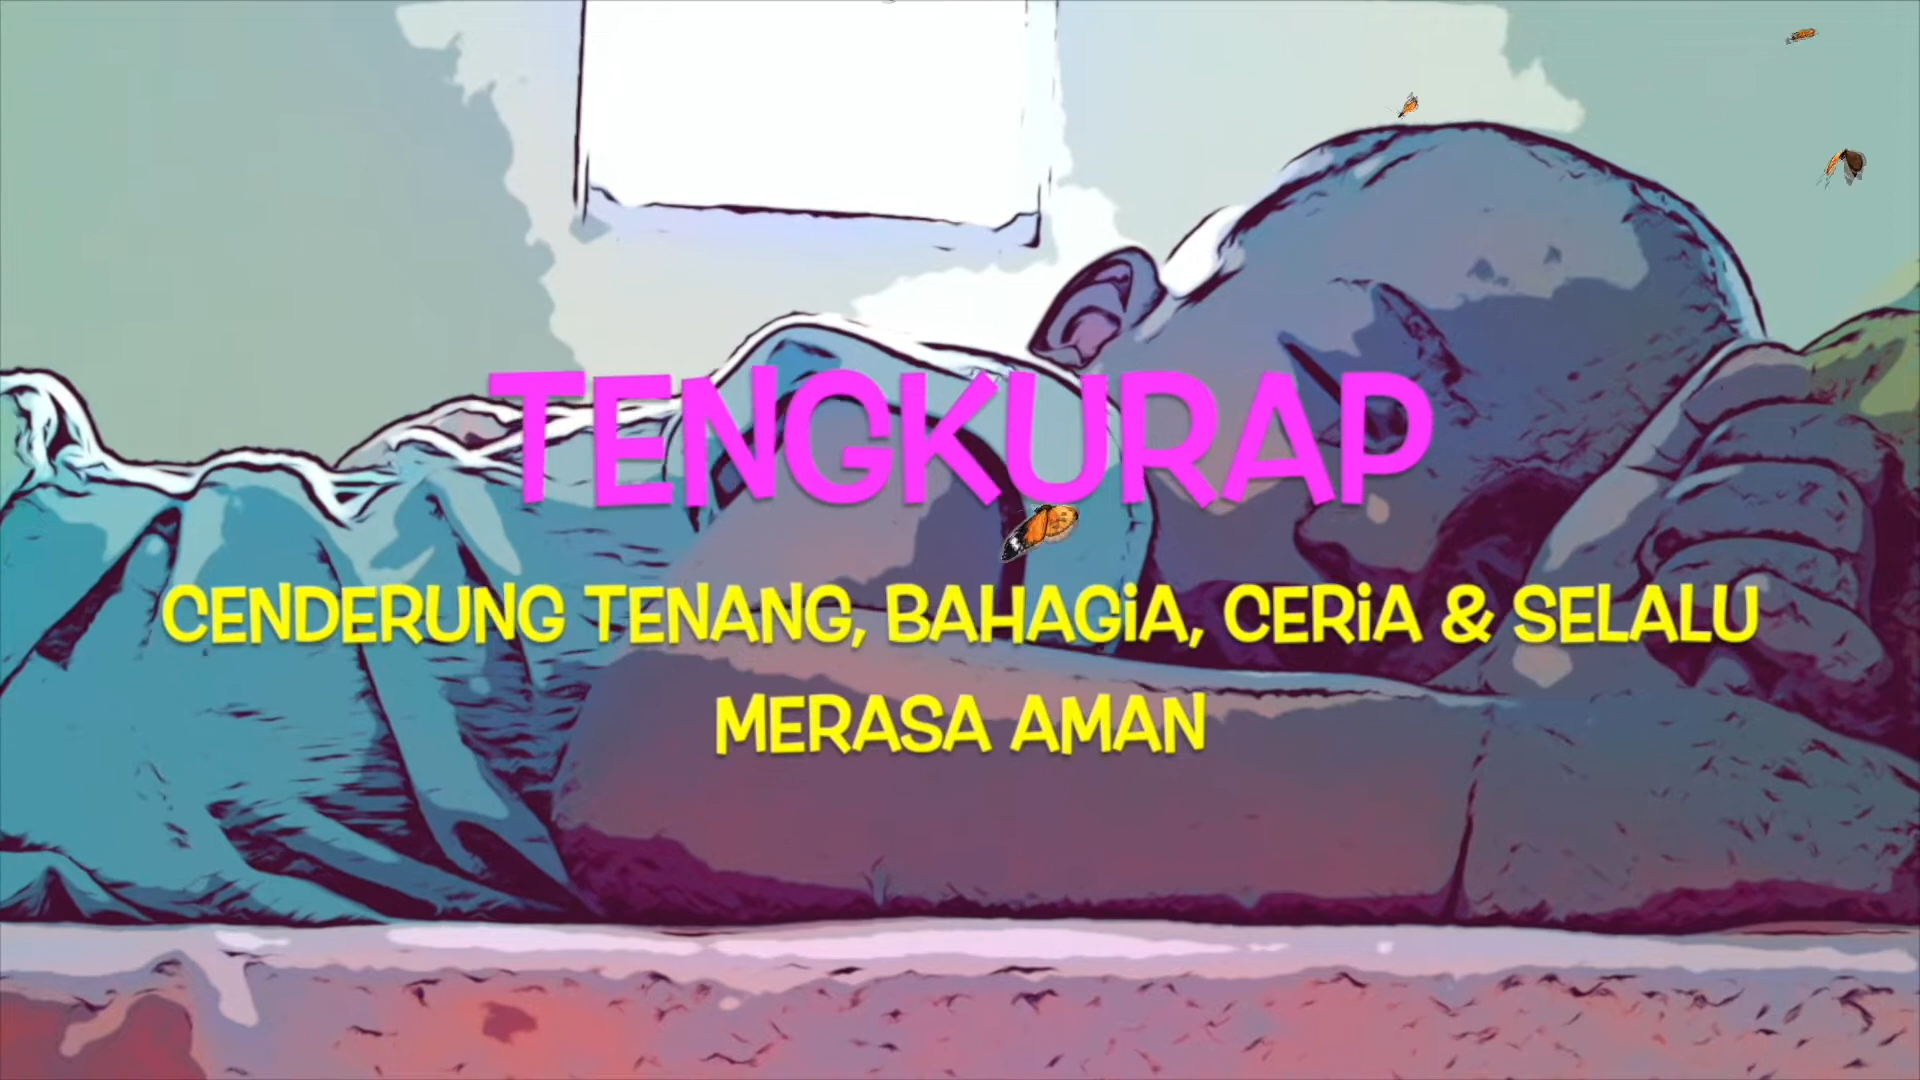 TENGKURAP
CENDERUNG TENANG, BAHAGiA, CERiA & SELALU
MERASA AMAN